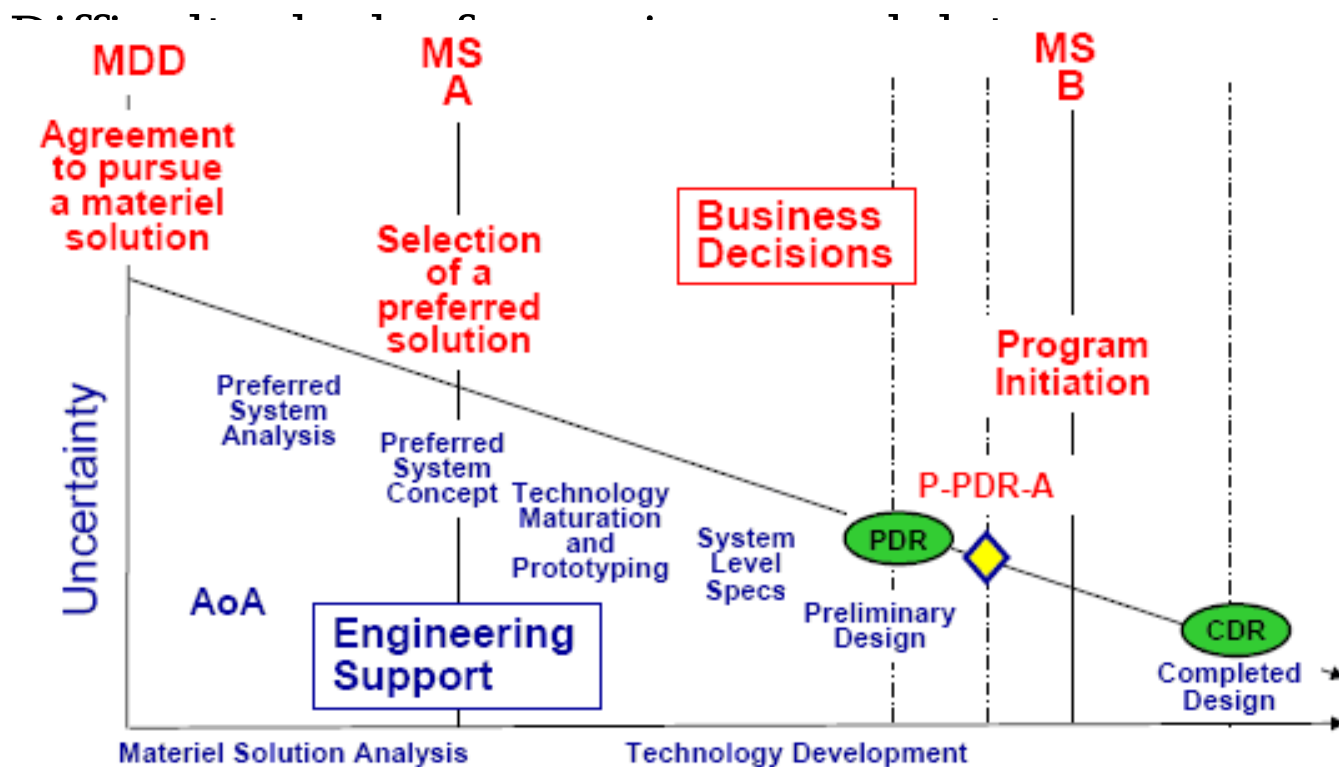 MDD
MS
A
MS
B
Agreement
to pursue
a materiel
solution
Selection
of a
preferred
solution
Business
Decisions
Program
Initiation
Uncertainty
Preferred
System
Analysis
Preferred
System
Concept
Technology
Maturation
and
Prototyping
System
Level
Specs
P-PDR-A
PDR
Preliminary
Design
AoA
Engineering
Support
CDR
Completed
Design
Materiel Solution Analysis
Technology Development